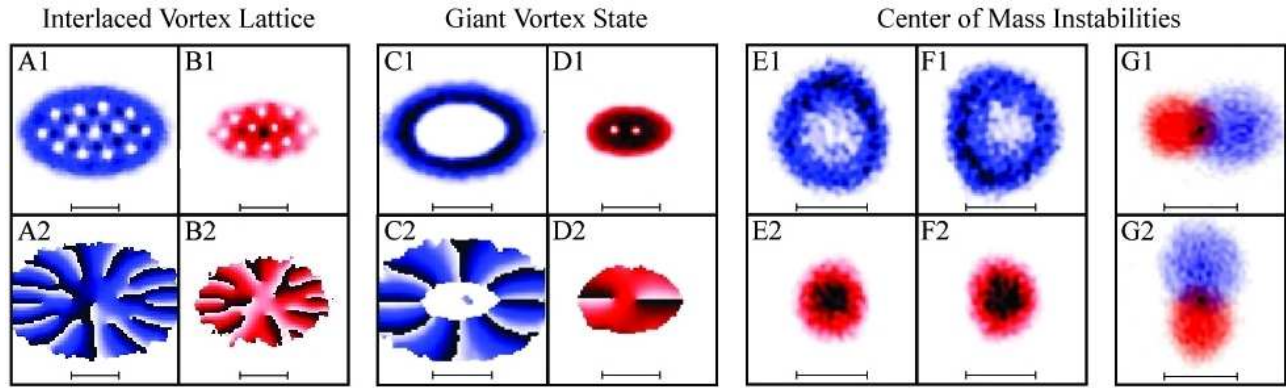 Interlaced Vortex Lattice Giant Vortex State Center of Mass Instabilities
A1 B1 C1 D1 E1 F1 G1
A2 B2 C2 D2 E2 F2 G2